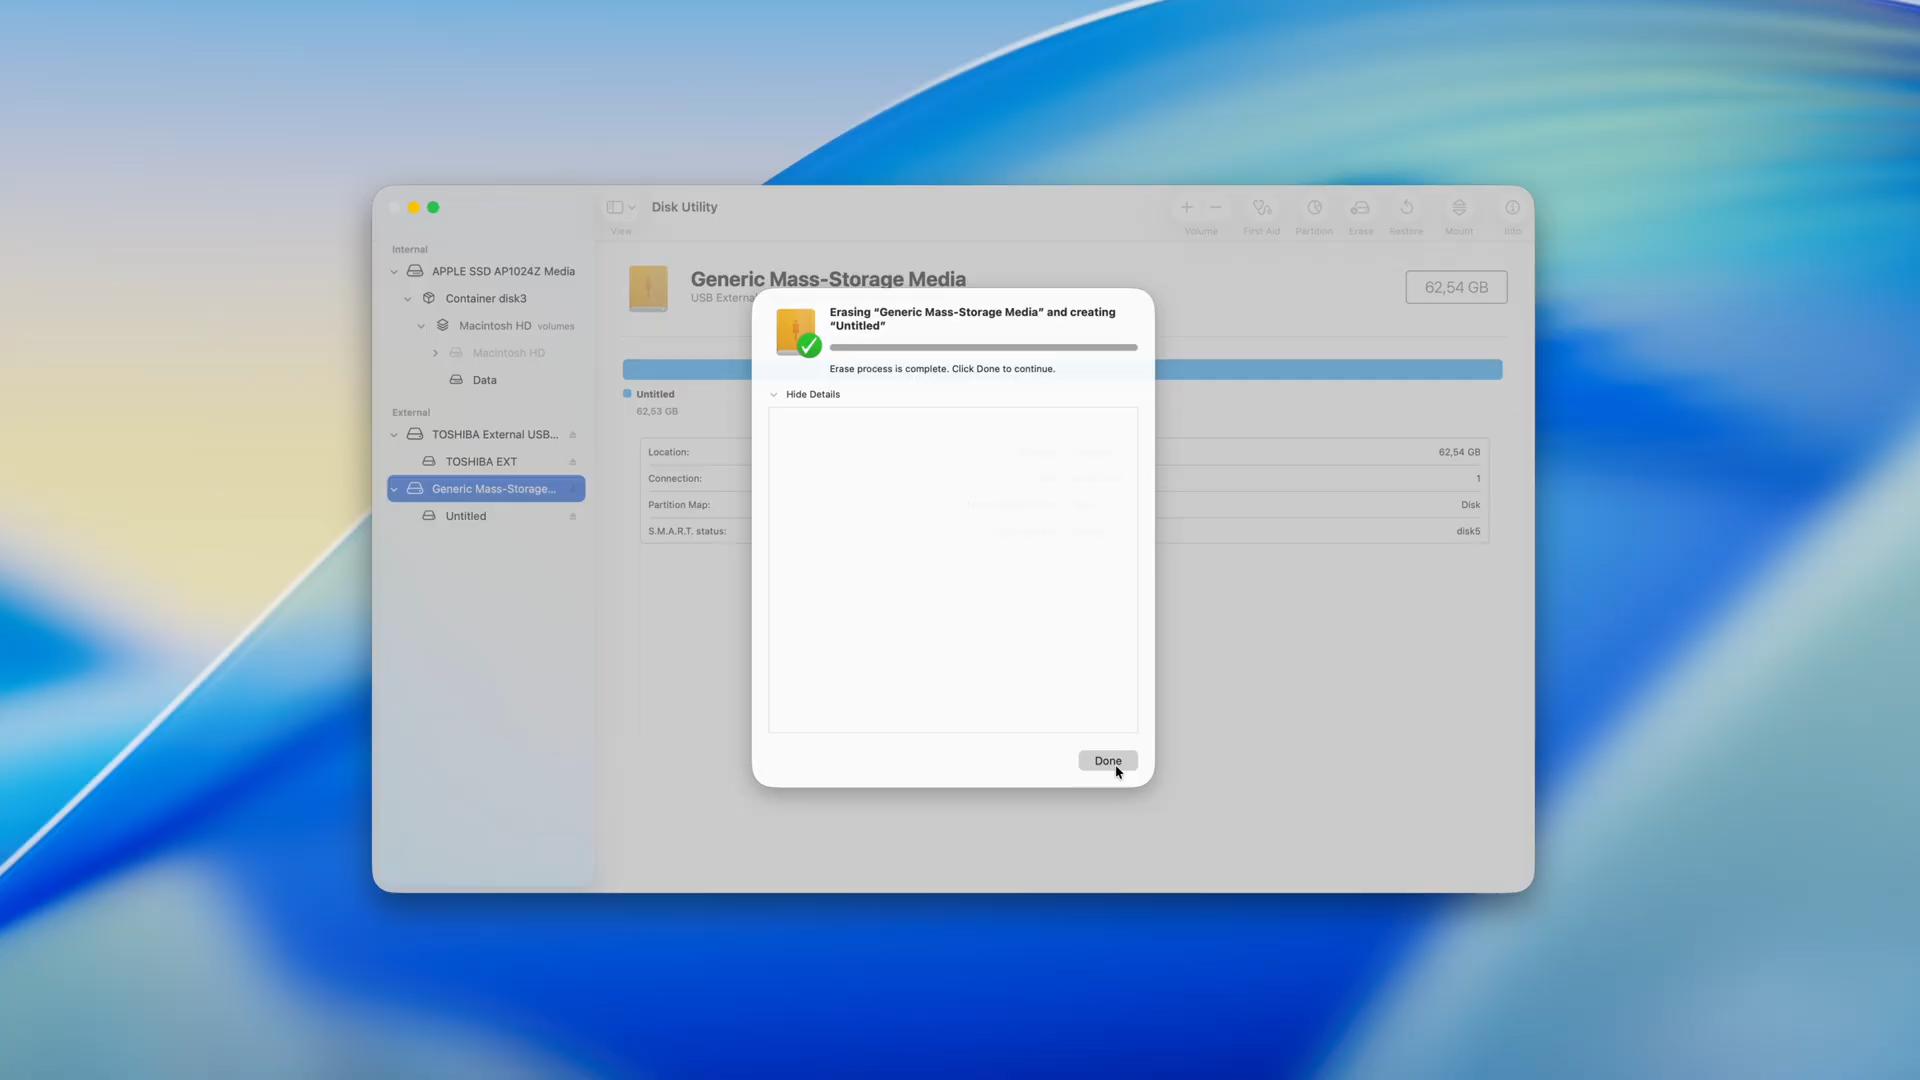 Disk Utility
View
Volume
First Aid
Partition
Erase
Restore
Mount
Info
Internal
APPLE SSD AP1024Z Media
Container disk3
Macintosh HD volumes
Macintosh HD
Data
External
TOSHIBA External USB...
TOSHIBA EXT
Generic Mass-Storage...
Untitled
Generic Mass-Storage Media
USB Externa
62,54 GB
Untitled
62,53 GB
Location:
62,54 GB
Connection:
1
Partition Map:
Disk
S.M.A.R.T. status:
disk5
Erasing “Generic Mass-Storage Media” and creating
“Untitled”
Erase process is complete. Click Done to continue.
Hide Details
Done